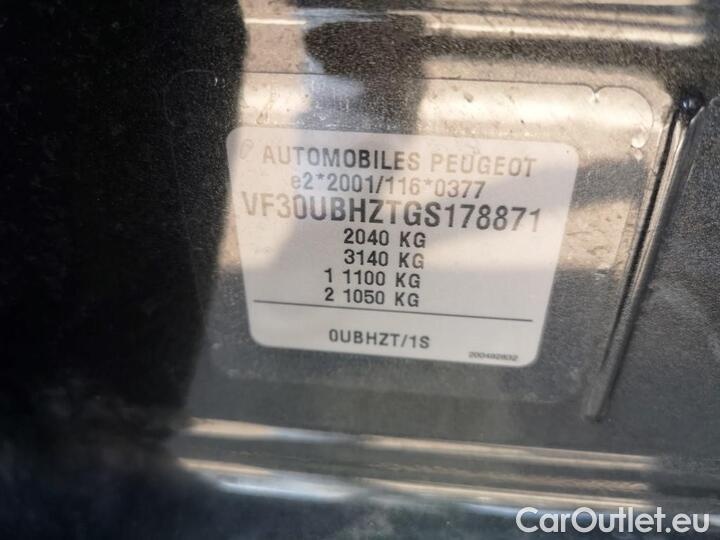 AUTOMOBILES PEUGEOT
e2*2001/116*0377
VF30UBHZTGS178871
2040 KG
3140 KG
1 1100 KG
2 1050 KG
0UBHZT/1S
200492832
CarOutlet.eu